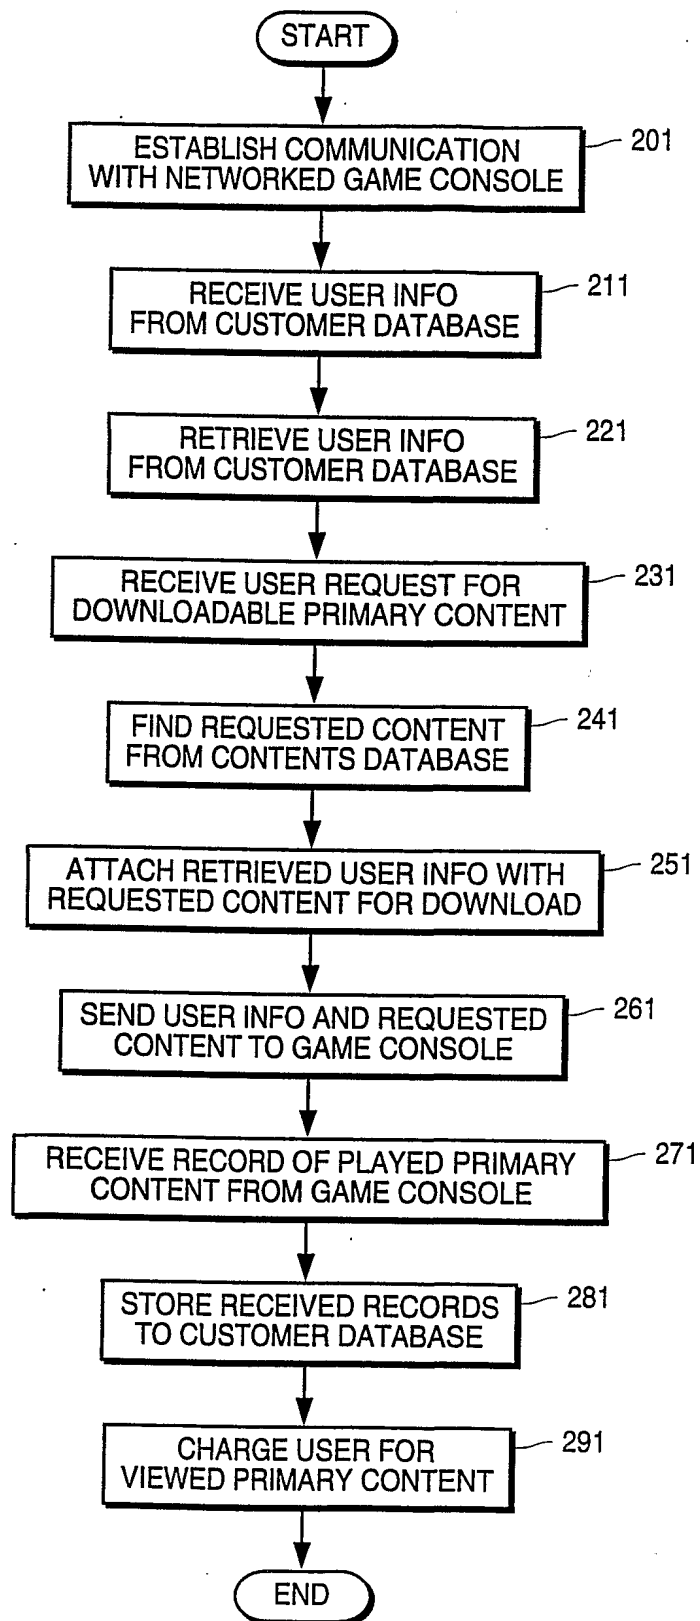 START
ESTABLISH COMMUNICATION
WITH NETWORKED GAME CONSOLE
201
RECEIVE USER INFO
FROM CUSTOMER DATABASE
211
RETRIEVE USER INFO
FROM CUSTOMER DATABASE
221
RECEIVE USER REQUEST FOR
DOWNLOADABLE PRIMARY CONTENT
231
FIND REQUESTED CONTENT
FROM CONTENTS DATABASE
241
ATTACH RETRIEVED USER INFO WITH
REQUESTED CONTENT FOR DOWNLOAD
251
SEND USER INFO AND REQUESTED
CONTENT TO GAME CONSOLE
261
RECEIVE RECORD OF PLAYED PRIMARY
CONTENT FROM GAME CONSOLE
271
STORE RECEIVED RECORDS
TO CUSTOMER DATABASE
281
CHARGE USER FOR
VIEWED PRIMARY CONTENT
291
END